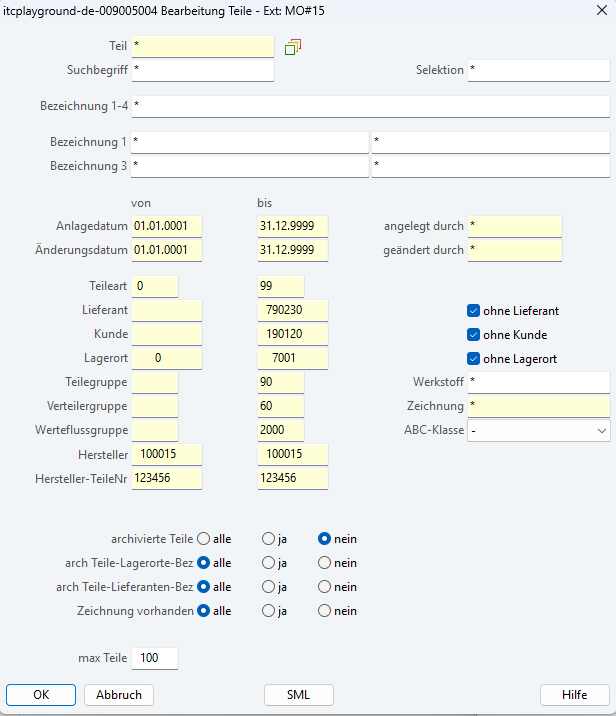 itcplayground-de-009005004 Bearbeitung Teile - Ext: MO#15
Teil *
Suchbegriff * Selektion *
Bezeichnung 1-4 *
Bezeichnung 1 * *
Bezeichnung 3 * *
von bis
Anlagedatum 01.01.0001 31.12.9999 angelegt durch *
Änderungsdatum 01.01.0001 31.12.9999 geändert durch *
Teileart 0 99
Lieferant 790230 ohne Lieferant
Kunde 190120 ohne Kunde
Lagerort 0 7001 ohne Lagerort
Teilegruppe 90 Werkstoff *
Verteilergruppe 60 Zeichnung *
Werteflussgruppe 2000 ABC-Klasse -
Hersteller 100015 100015
Hersteller-TeileNr 123456 123456
archivierte Teile alle ja nein
arch Teile-Lagerorte-Bez alle ja nein
arch Teile-Lieferanten-Bez alle ja nein
Zeichnung vorhanden alle ja nein
max Teile 100
OK Abbruch SML Hilfe